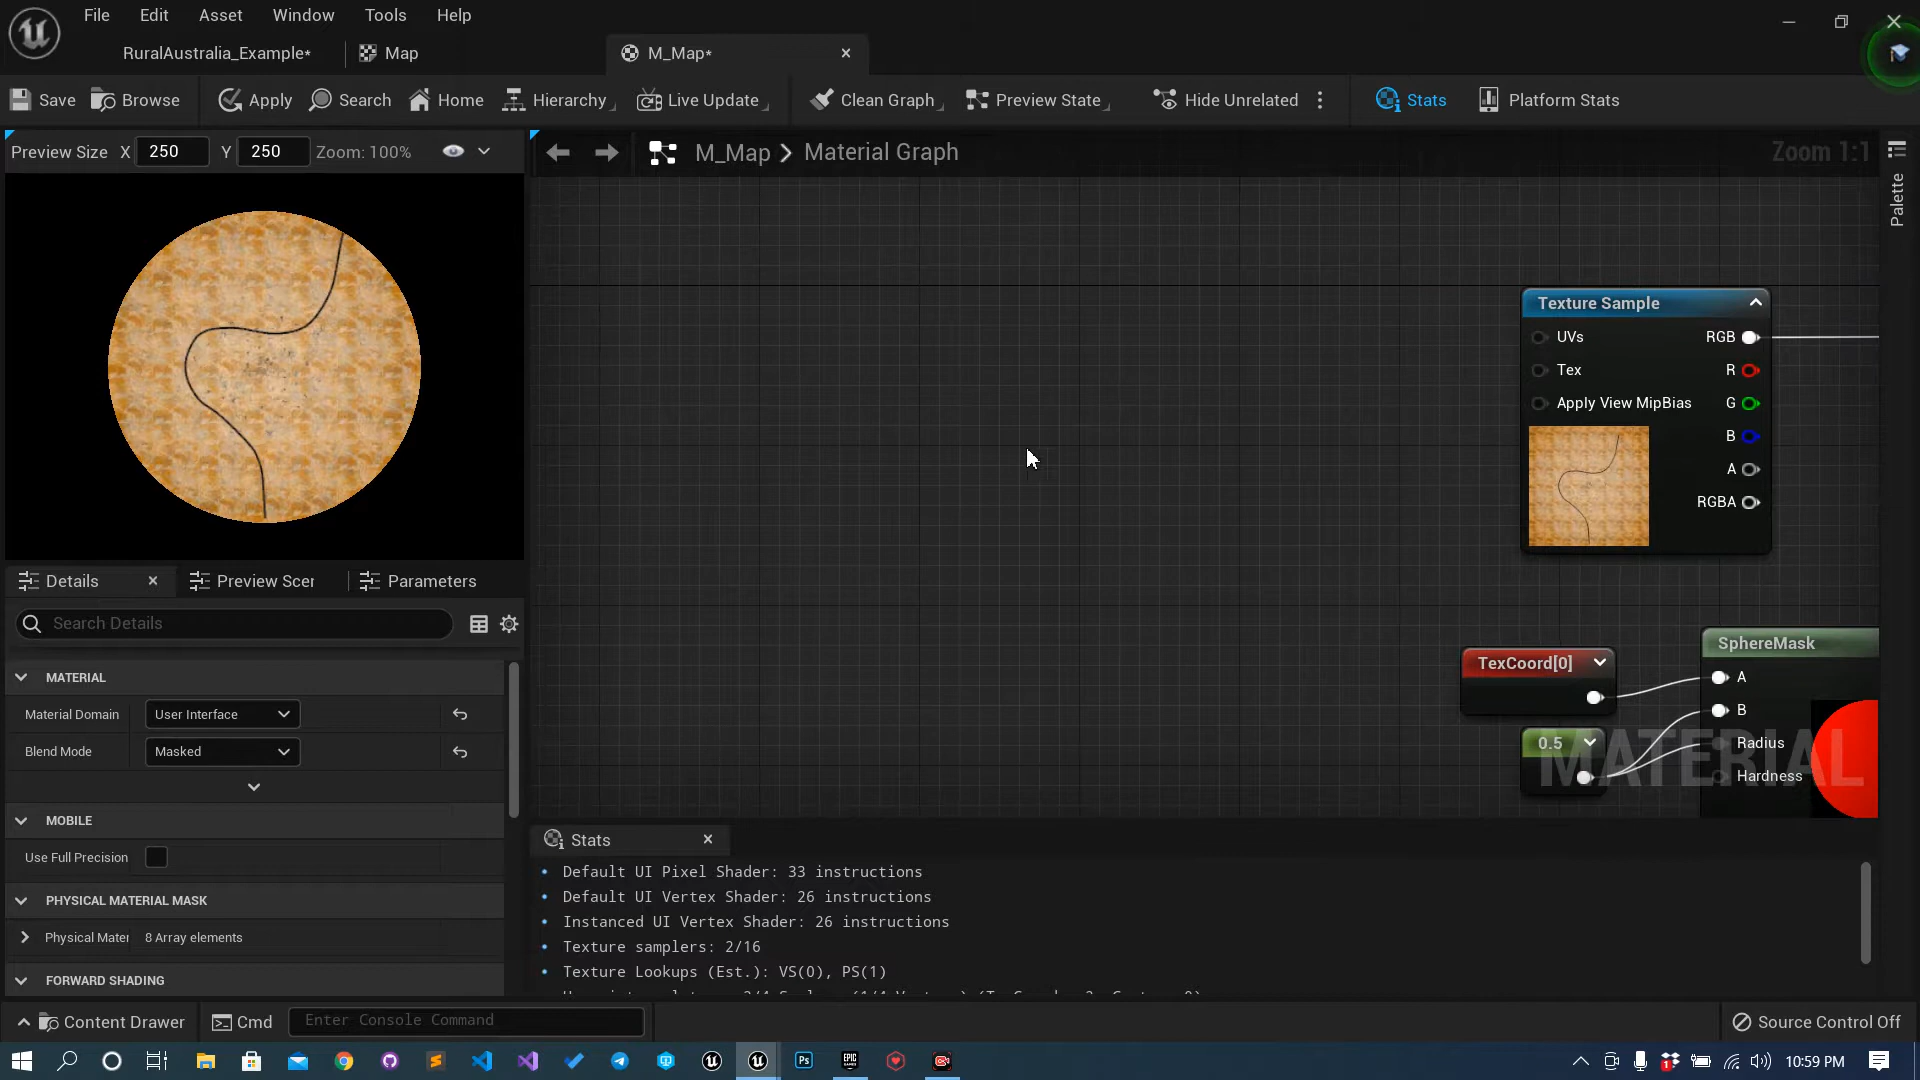 File Edit Asset Window Tools Help
RuralAustralia_Example* Map M_Map*
Save Browse Apply Search Home Hierarchy Live Update Clean Graph Preview State Hide Unrelated Stats Platform Stats
Preview Size X 250 Y 250 Zoom: 100%
M_Map Material Graph Zoom 1:1
Palette
Texture Sample
UVs RGB
Tex R
Apply View MipBias G
B
A
RGBA
Details Preview Scen Parameters
Search Details
MATERIAL
Material Domain User Interface
Blend Mode Masked
MOBILE
Use Full Precision
PHYSICAL MATERIAL MASK
Physical Mater 8 Array elements
FORWARD SHADING
TexCoord[0]
0.5
SphereMask
A
B
Radius
Hardness
MATERIAL
Stats
Default UI Pixel Shader: 33 instructions
Default UI Vertex Shader: 26 instructions
Instanced UI Vertex Shader: 26 instructions
Texture samplers: 2/16
Texture Lookups (Est.): VS(0), PS(1)
Content Drawer Cmd Enter Console Command Source Control Off
Ps EPIC GAMES 1 10:59 PM